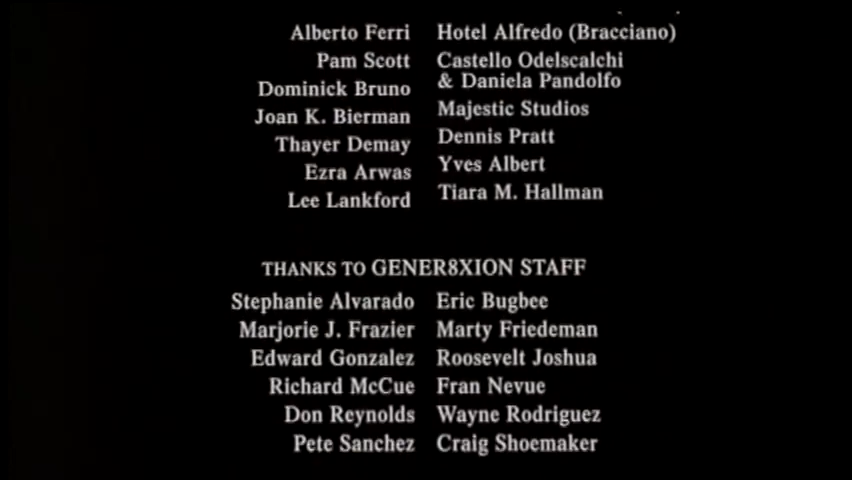 Alberto Ferri Hotel Alfredo (Bracciano)
Pam Scott Castello Odelscalchi
& Daniela Pandolfo
Dominick Bruno Majestic Studios
Joan K. Bierman Dennis Pratt
Thayer Demay Yves Albert
Ezra Arwas Tiara M. Hallman
Lee Lankford
THANKS TO GENER8XION STAFF
Stephanie Alvarado Eric Bugbee
Marjorie J. Frazier Marty Friedeman
Edward Gonzalez Roosevelt Joshua
Richard McCue Fran Nevue
Don Reynolds Wayne Rodriguez
Pete Sanchez Craig Shoemaker